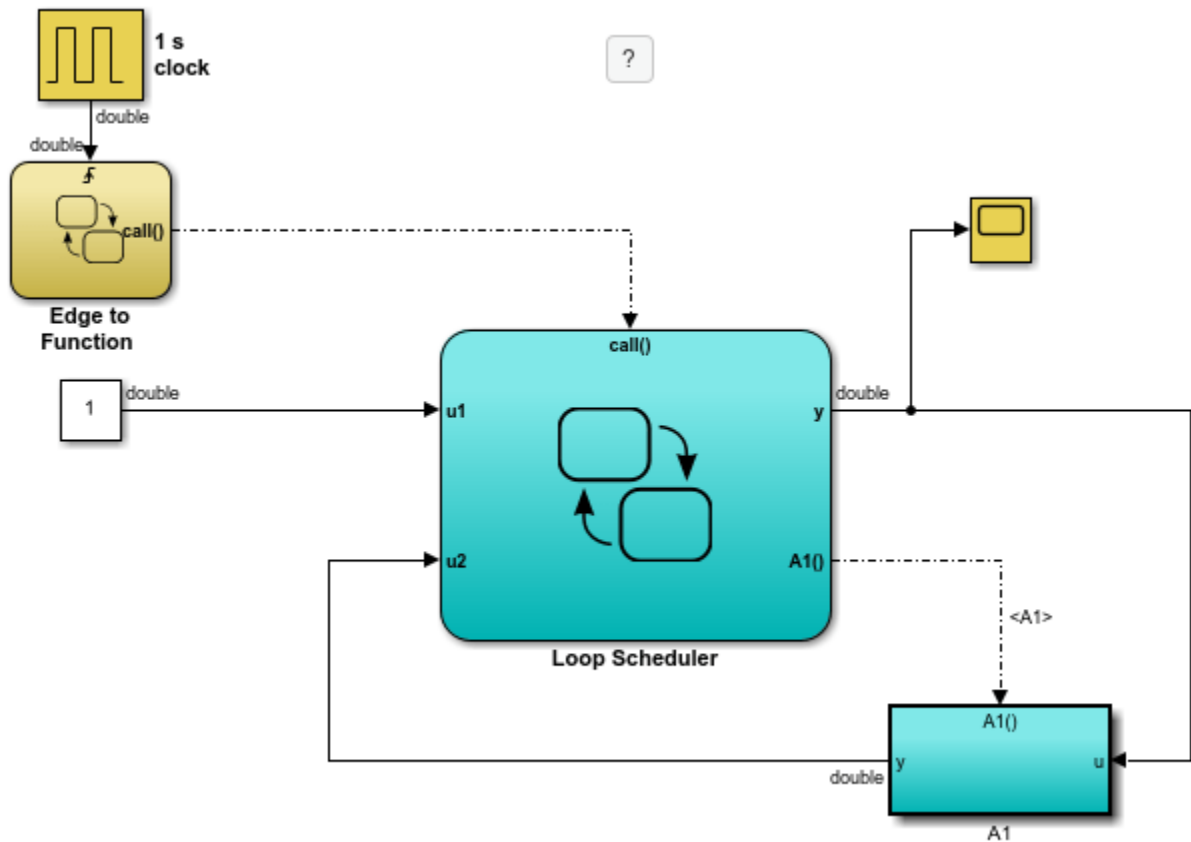 1 s
clock
?
double
double
call()
Edge to
Function
call()
1
double
u1
y
double
u2
A1()
<A1>
Loop Scheduler
A1()
y
u
double
A1